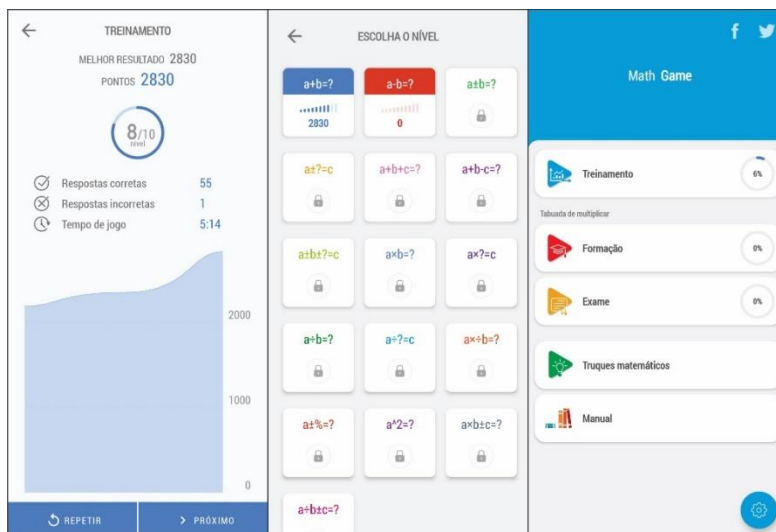 TREINAMENTO
MELHOR RESULTADO 2830
PONTOS 2830
8/10
nível
Respostas corretas 55
Respostas incorretas 1
Tempo de jogo 5:14
2000
1000
0
REPETIR
PRÓXIMO
ESCOLHA O NÍVEL
a+b=? a-b=? a±b=?
2830 0
a±?=c a+b+c=? a+b-c=?
a±b±?=c a×b=? a×?=c
a÷b=? a÷?=c a×÷b=?
a±%=? a^2=? a×b±c=?
a÷b±c=?
f
Math Game
Treinamento 6%
Tabuada de multiplicar
Formação 0%
Exame 0%
Truques matemáticos
Manual